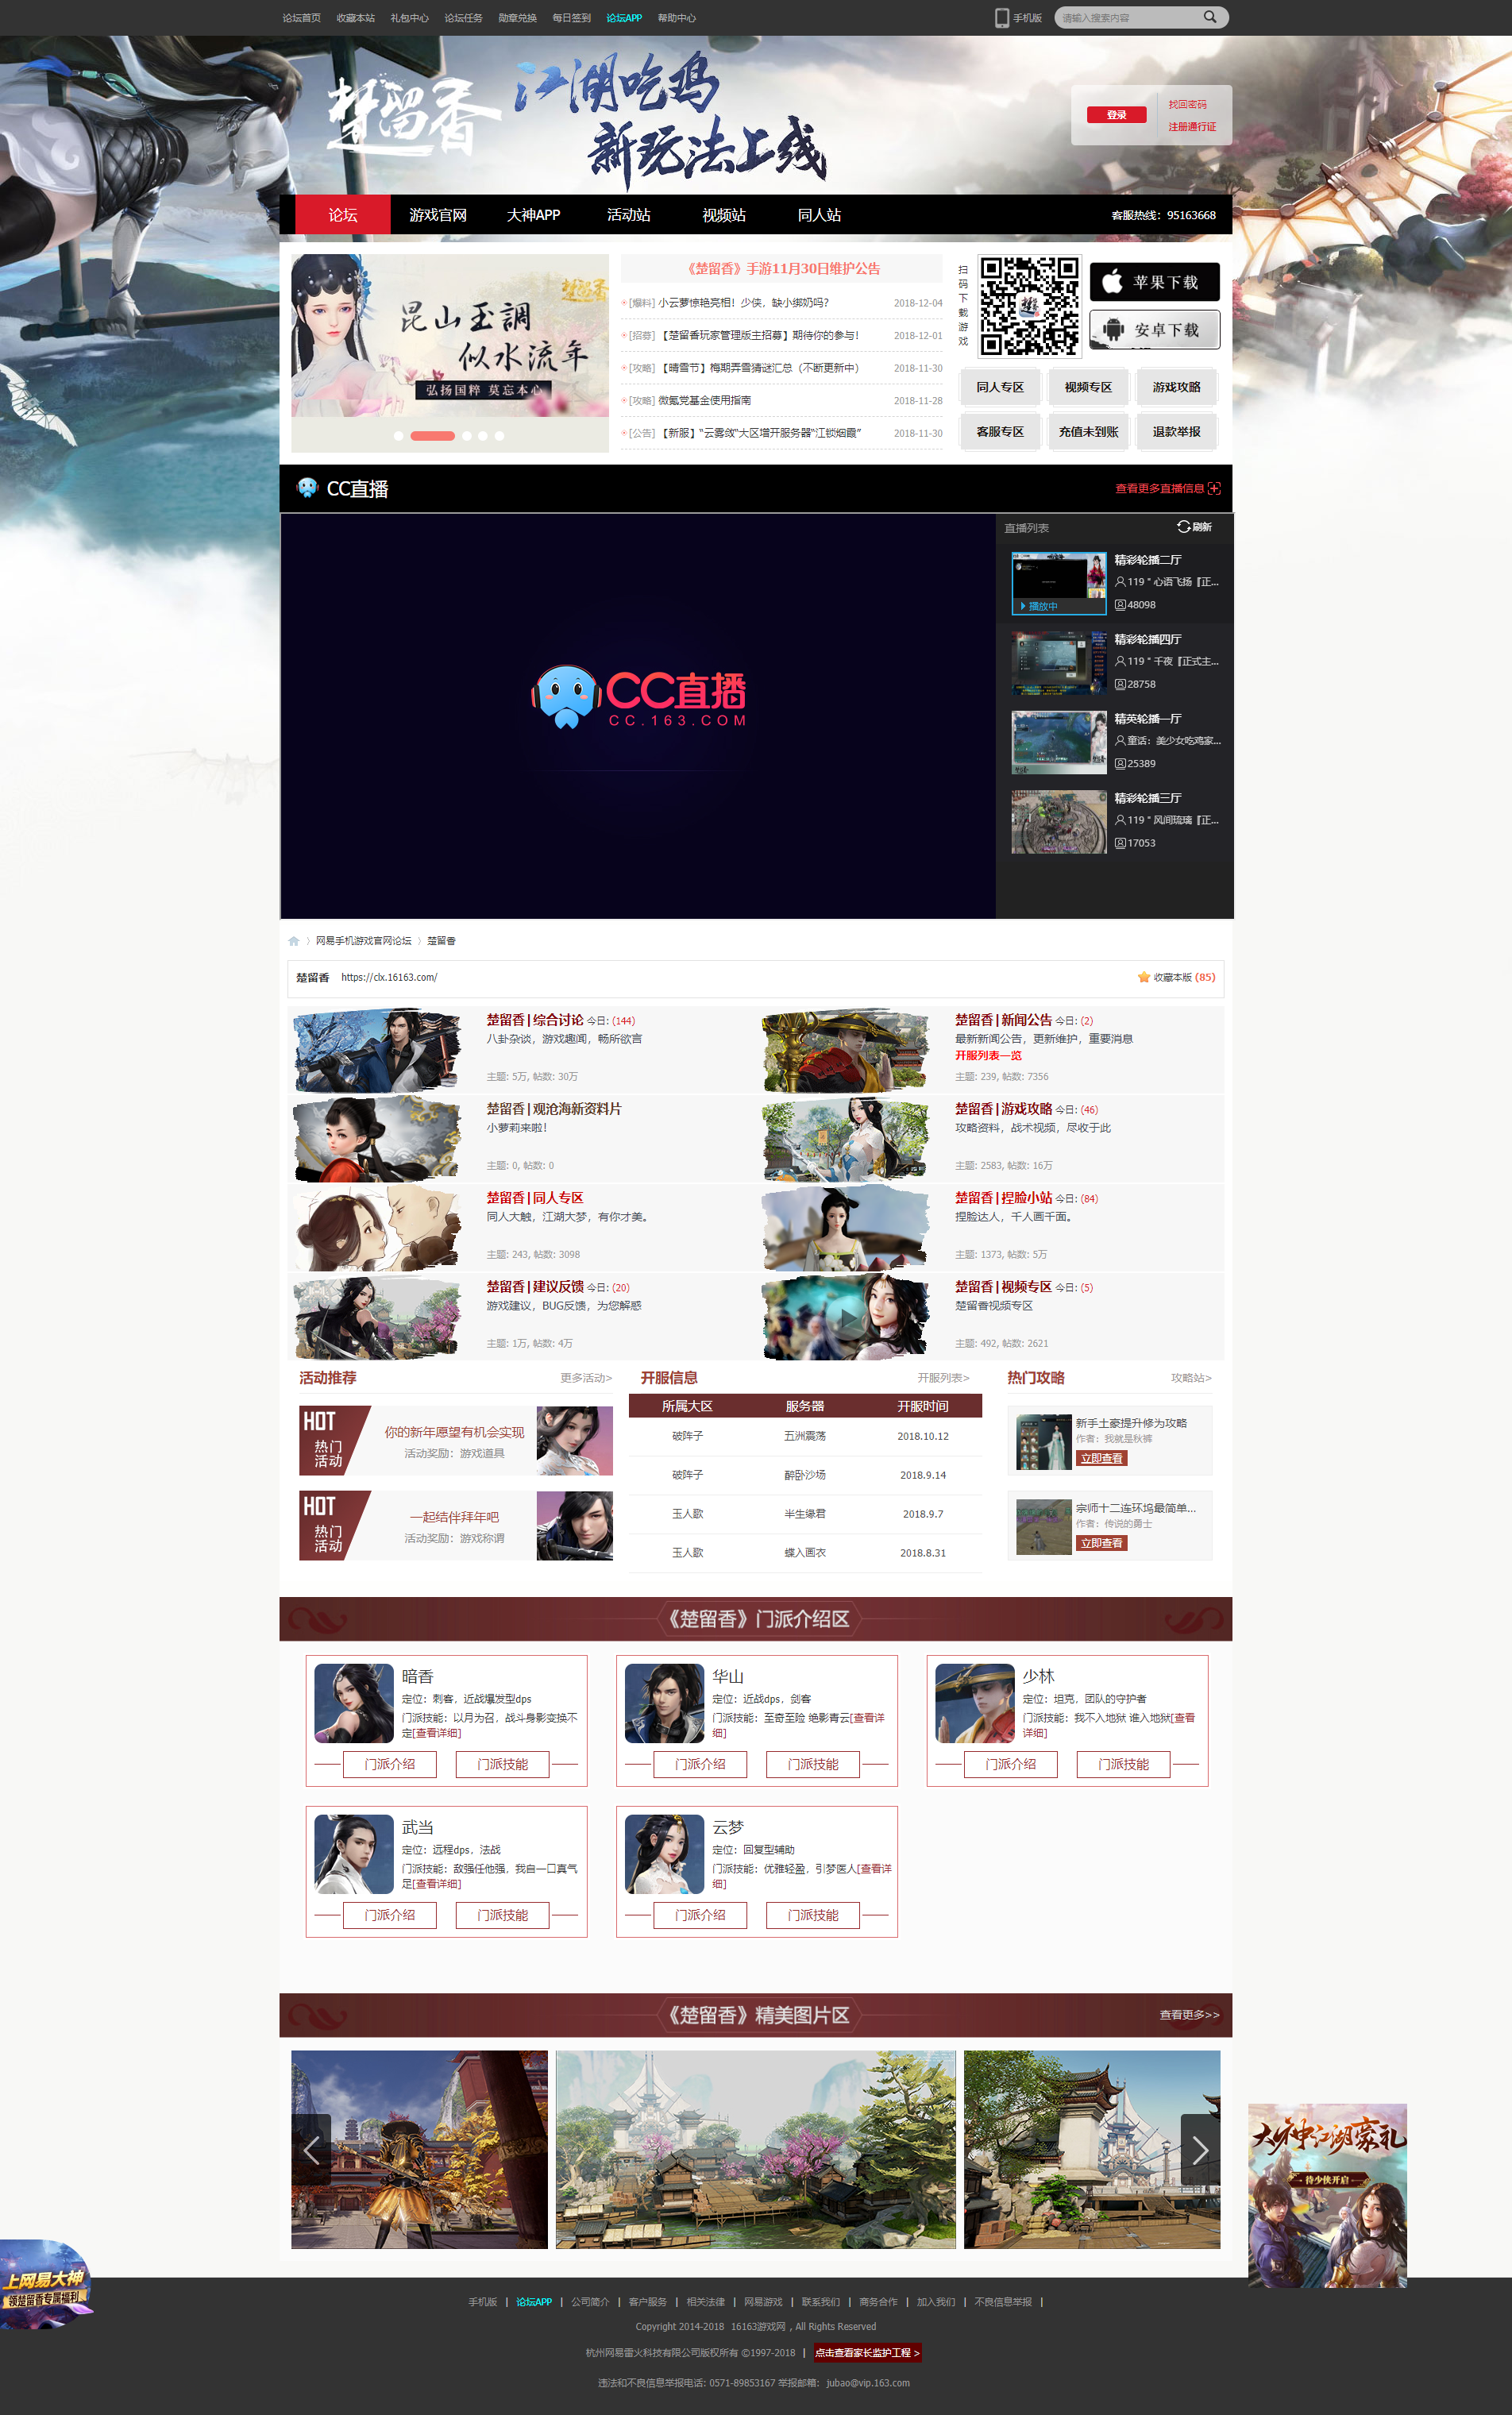 论坛首页 收藏本站 礼包中心 论坛任务 勋章兑换 每日签到 论坛APP 帮助中心 手机版 请输入搜索内容
楚留香 江湖吃鸡
新玩法上线
登录 找回密码
注册通行证
论坛 游戏官网 大神APP 活动站 视频站 同人站 客服热线：95163668
昆山玉調
似水流年
弘扬国粹 莫忘本心
《楚留香》手游11月30日维护公告
[爆料] 小云萝惊艳亮相！少侠，缺小绑奶吗？ 2018-12-04
[招募] 【楚留香玩家管理版主招募】期待你的参与！ 2018-12-01
[攻略] 【晴雪节】梅期弄雪猜谜汇总（不断更新中） 2018-11-30
[攻略] 微氪党基金使用指南 2018-11-28
[公告] 【新服】“云雾敛”大区增开服务器“江锁烟霞” 2018-11-30
扫码下载游戏
苹果下载
安卓下载
同人专区 视频专区 游戏攻略
客服专区 充值未到账 退款举报
CC直播 查看更多直播信息
CC直播
CC.163.COM
直播列表 刷新
精彩轮播二厅
119 " 心语飞扬『正...
播放中
48098
精彩轮播四厅
119 " 千夜『正式主...
28758
精英轮播一厅
童话：美少女吃鸡家...
25389
精彩轮播三厅
119 " 风间琉璃『正...
17053
网易手机游戏官网论坛 〉 楚留香
楚留香 https://clx.16163.com/ 收藏本版 (85)
楚留香|综合讨论 今日: (144)
八卦杂谈，游戏趣闻，畅所欲言
主题: 5万, 帖数: 30万
楚留香|新闻公告 今日: (2)
最新新闻公告，更新维护，重要消息
开服列表一览
主题: 239, 帖数: 7356
楚留香|观沧海新资料片
小萝莉来啦！
主题: 0, 帖数: 0
楚留香|游戏攻略 今日: (46)
攻略资料，战术视频，尽收于此
主题: 2583, 帖数: 16万
楚留香|同人专区
同人大触，江湖大梦，有你才美。
主题: 243, 帖数: 3098
楚留香|捏脸小站 今日: (84)
捏脸达人，千人画千面。
主题: 1373, 帖数: 5万
楚留香|建议反馈 今日: (20)
游戏建议，BUG反馈，为您解惑
主题: 1万, 帖数: 4万
楚留香|视频专区 今日: (5)
楚留香视频专区
主题: 492, 帖数: 2621
活动推荐 更多活动>
HOT
热门
活动
你的新年愿望有机会实现
活动奖励：游戏道具
HOT
热门
活动
一起结伴拜年吧
活动奖励：游戏称谓
开服信息 开服列表>
所属大区 服务器 开服时间
破阵子 五洲震荡 2018.10.12
破阵子 醉卧沙场 2018.9.14
玉人歌 半生缘君 2018.9.7
玉人歌 蝶入画衣 2018.8.31
热门攻略 攻略站>
新手土豪提升修为攻略
作者：我就是秋裤
立即查看
宗师十二连环坞最简单...
作者：传说的勇士
立即查看
《楚留香》门派介绍区
暗香
定位：刺客，近战爆发型dps
门派技能：以月为召，战斗身影变换不
定[查看详细]
门派介绍 门派技能
华山
定位：近战dps，剑客
门派技能：至奇至险 绝影青云[查看详
细]
门派介绍 门派技能
少林
定位：坦克，团队的守护者
门派技能：我不入地狱 谁入地狱[查看
详细]
门派介绍 门派技能
武当
定位：远程dps，法战
门派技能：敌强任他强，我自一口真气
足[查看详细]
门派介绍 门派技能
云梦
定位：回复型辅助
门派技能：优雅轻盈，引梦医人[查看详
细]
门派介绍 门派技能
《楚留香》精美图片区 查看更多>>
大神江湖豪礼
待少侠开启
上网易大神
领楚留香专属福利
手机版 | 论坛APP | 公司简介 | 客户服务 | 相关法律 | 网易游戏 | 联系我们 | 商务合作 | 加入我们 | 不良信息举报 |
Copyright 2014-2018 16163游戏网 , All Rights Reserved
杭州网易雷火科技有限公司版权所有 ©1997-2018 | 点击查看家长监护工程 >
违法和不良信息举报电话: 0571-89853167 举报邮箱: jubao@vip.163.com